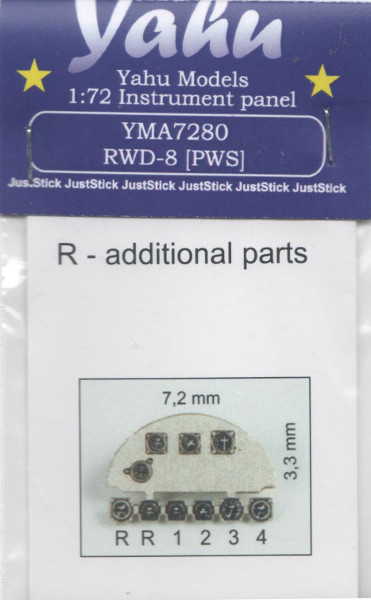 Yahu
Yahu Models
1:72 Instrument panel
YMA7280
RWD-8 [PWS]
JustStick JustStick JustStick JustStick JustStick JustStick
R - additional parts
7,2 mm
3,3 mm
R R 1 2 3 4